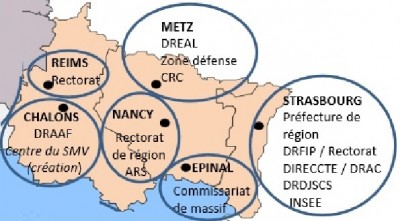 METZ
DREAL
Zone défense
CRC
REIMS
Rectorat
CHALONS
DRAAF
Centre du SMV
(création)
NANCY
Rectorat
de région
ARS
EPINAL
Commissariat
de massif
STRASBOURG
Préfecture de
région
DRFIP / Rectorat
DIRECCTE / DRAC
DRDJSCS
INSEE